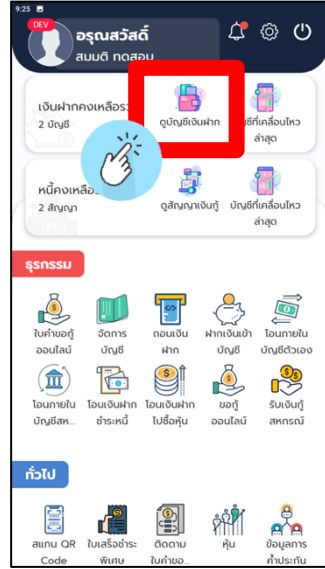 9:25
DEV
อรุณสวัสดิ์
สมมติ ทดสอบ
เงินฝากคงเหลือ
2 บัญชี
ดูบัญชีเงินฝาก
ที่เคลื่อนไหว
ล่าสุด
หนี้คงเหลือ
2 สัญญา
ดูสัญญาเงินกู้
บัญชีที่เคลื่อนไหว
ล่าสุด
ธุรกรรม
ใบคำขอกู้
ออนไลน์
จัดการ
บัญชี
ถอนเงิน
ฝาก
ฝากเงินเข้า
บัญชี
โอนภายใน
บัญชีตัวเอง
โอนภายใน
บัญชีสห...
โอนเงินฝาก
ชำระหนี้
โอนเงินฝาก
ไปซื้อหุ้น
ขอกู้
ออนไลน์
รับเงินกู้
สหกรณ์
ทั่วไป
สแกน QR
Code
ใบเสร็จชำระ
พิเศษ
ติดตาม
ใบคำขอ...
หุ้น
ข้อมูลการ
ค้ำประกัน